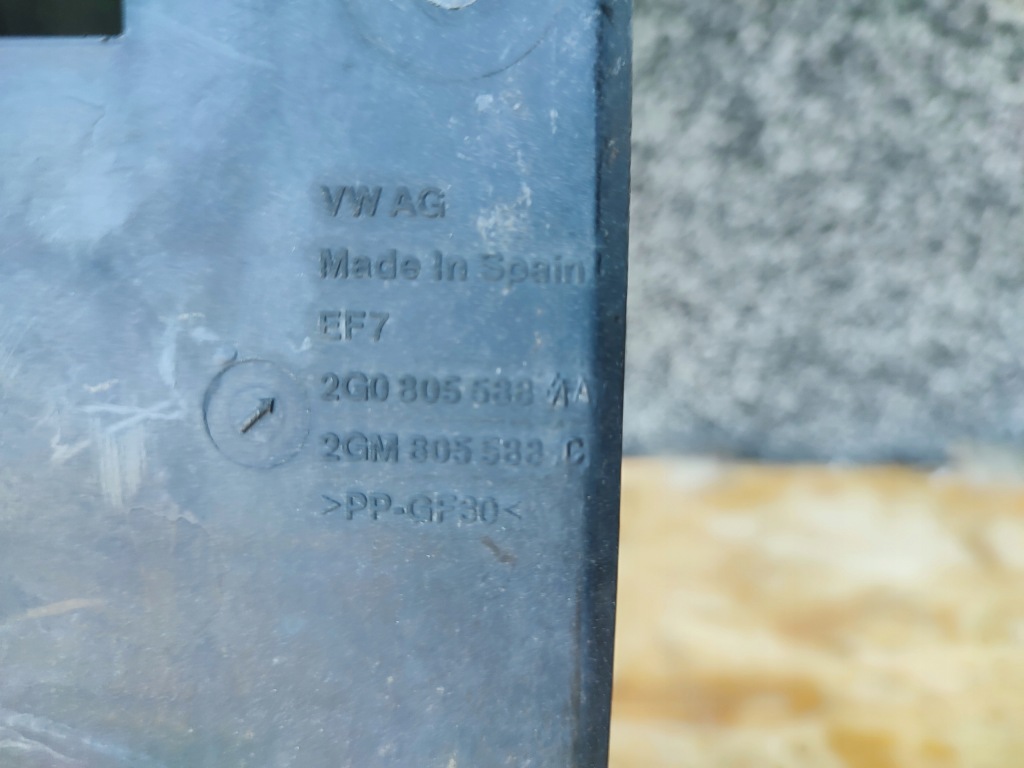 VW AG
Made In Spain
EF7
2G0 805 588 A
2GM 805 588 C
>PP-GF30<